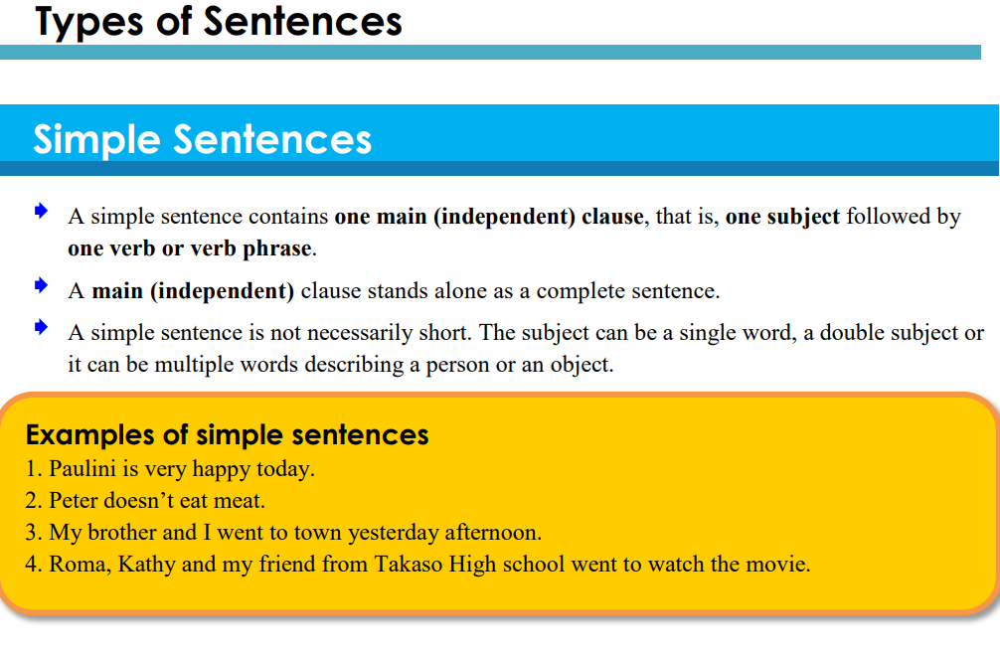 Types of Sentences
Simple Sentences
A simple sentence contains one main (independent) clause, that is, one subject followed by
one verb or verb phrase.
A main (independent) clause stands alone as a complete sentence.
A simple sentence is not necessarily short. The subject can be a single word, a double subject or
it can be multiple words describing a person or an object.
Examples of simple sentences
1. Paulini is very happy today.
2. Peter doesn’t eat meat.
3. My brother and I went to town yesterday afternoon.
4. Roma, Kathy and my friend from Takaso High school went to watch the movie.